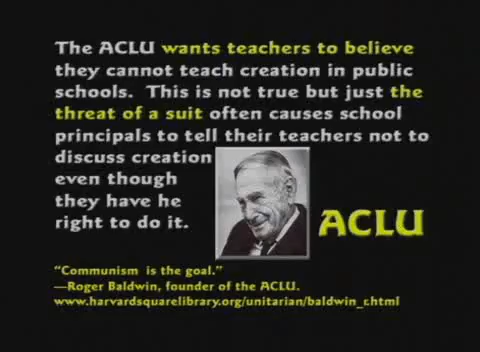 The ACLU wants teachers to believe
they cannot teach creation in public
schools. This is not true but just the
threat of a suit often causes school
principals to tell their teachers not to
discuss creation
even though
they have he
right to do it.
ACLU
“Communism is the goal.”
—Roger Baldwin, founder of the ACLU.
www.harvardsquarelibrary.org/unitarian/baldwin_r.html